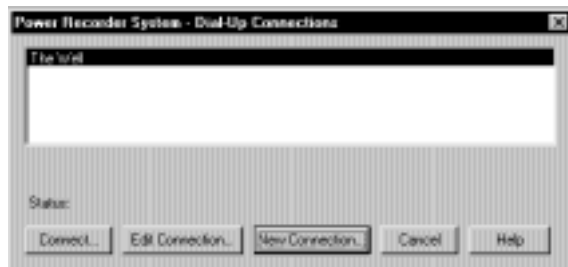 Power Recorder System - Dial-Up Connections
The Well
Status:
Connect... Edit Connection... New Connection... Cancel Help